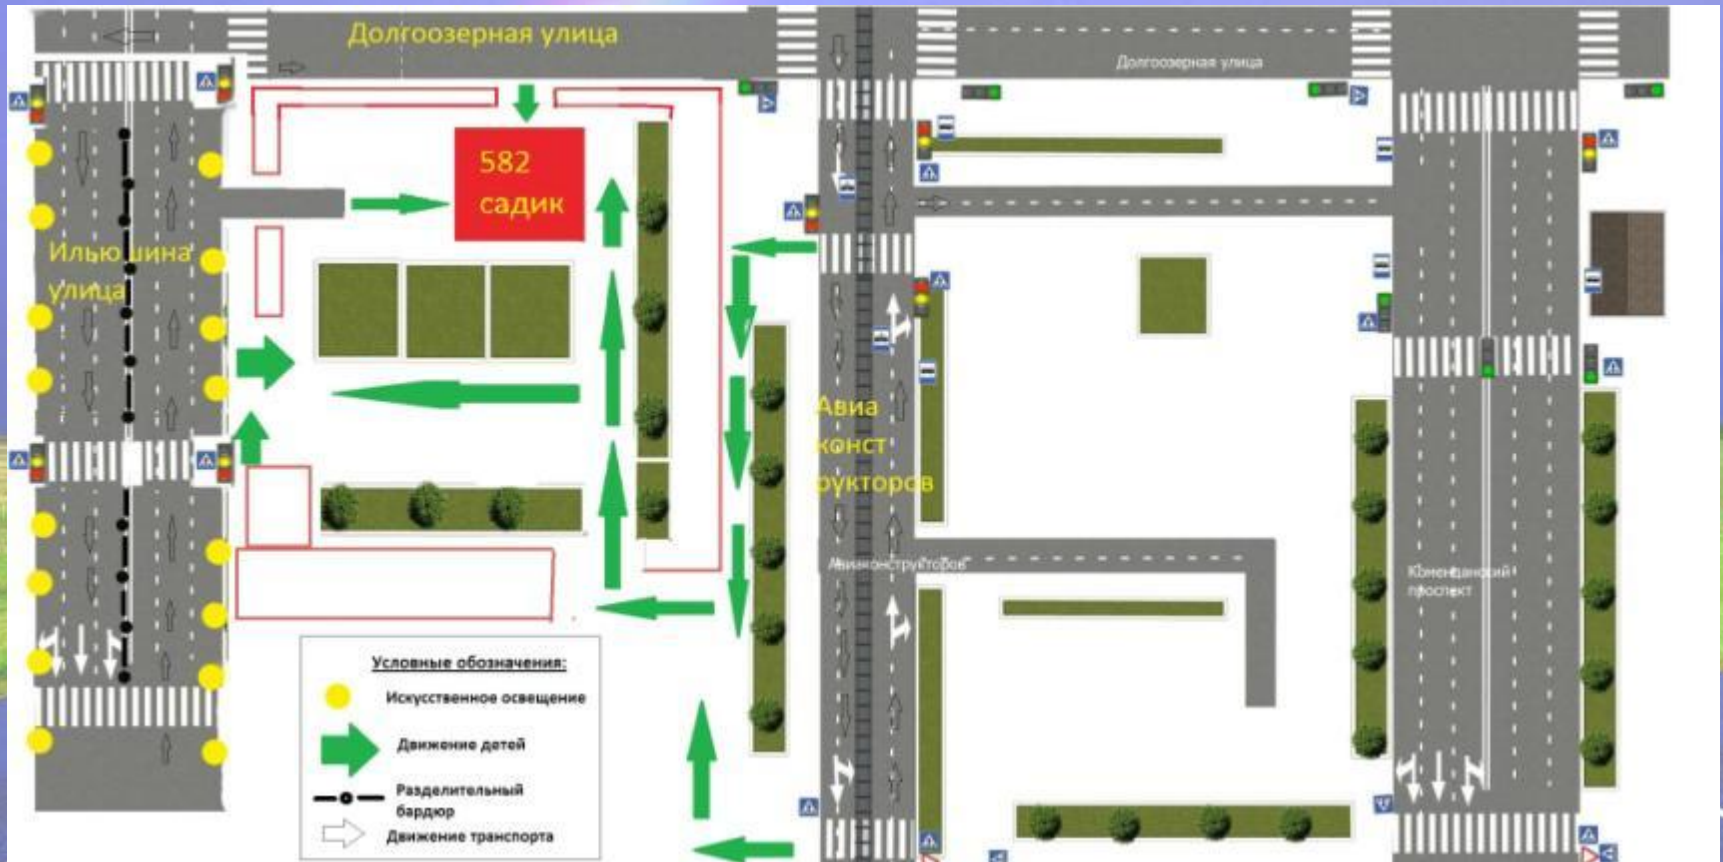 Долгоозерная улица
Долгоозерная улица
582
садик
Ильюшина
улица
Авиа
конст
рукторов
Авиаконструкторов
Комендансий
проспект
Условные обозначения:
Искусственное освещение
Движение детей
Разделительный
бардюр
Движение транспорта